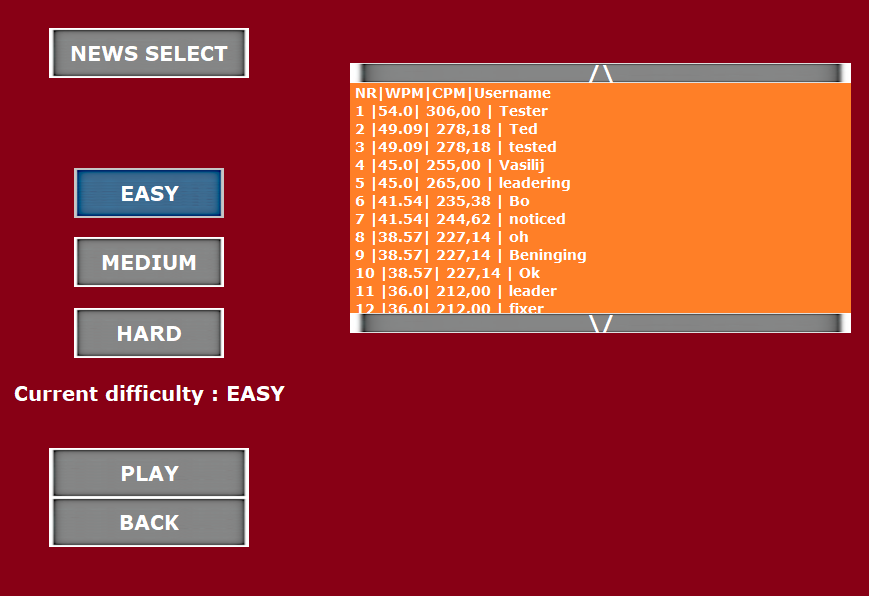 NEWS SELECT
EASY
MEDIUM
HARD
Current difficulty : EASY
PLAY
BACK
/\
NR|WPM|CPM|Username
1 |54.0| 306,00 | Tester
2 |49.09| 278,18 | Ted
3 |49.09| 278,18 | tested
4 |45.0| 255,00 | Vasilij
5 |45.0| 265,00 | leadering
6 |41.54| 235,38 | Bo
7 |41.54| 244,62 | noticed
8 |38.57| 227,14 | oh
9 |38.57| 227,14 | Beninging
10 |38.57| 227,14 | Ok
11 |36.0| 212,00 | leader
12 |36.0| 212,00 | fixer
\/